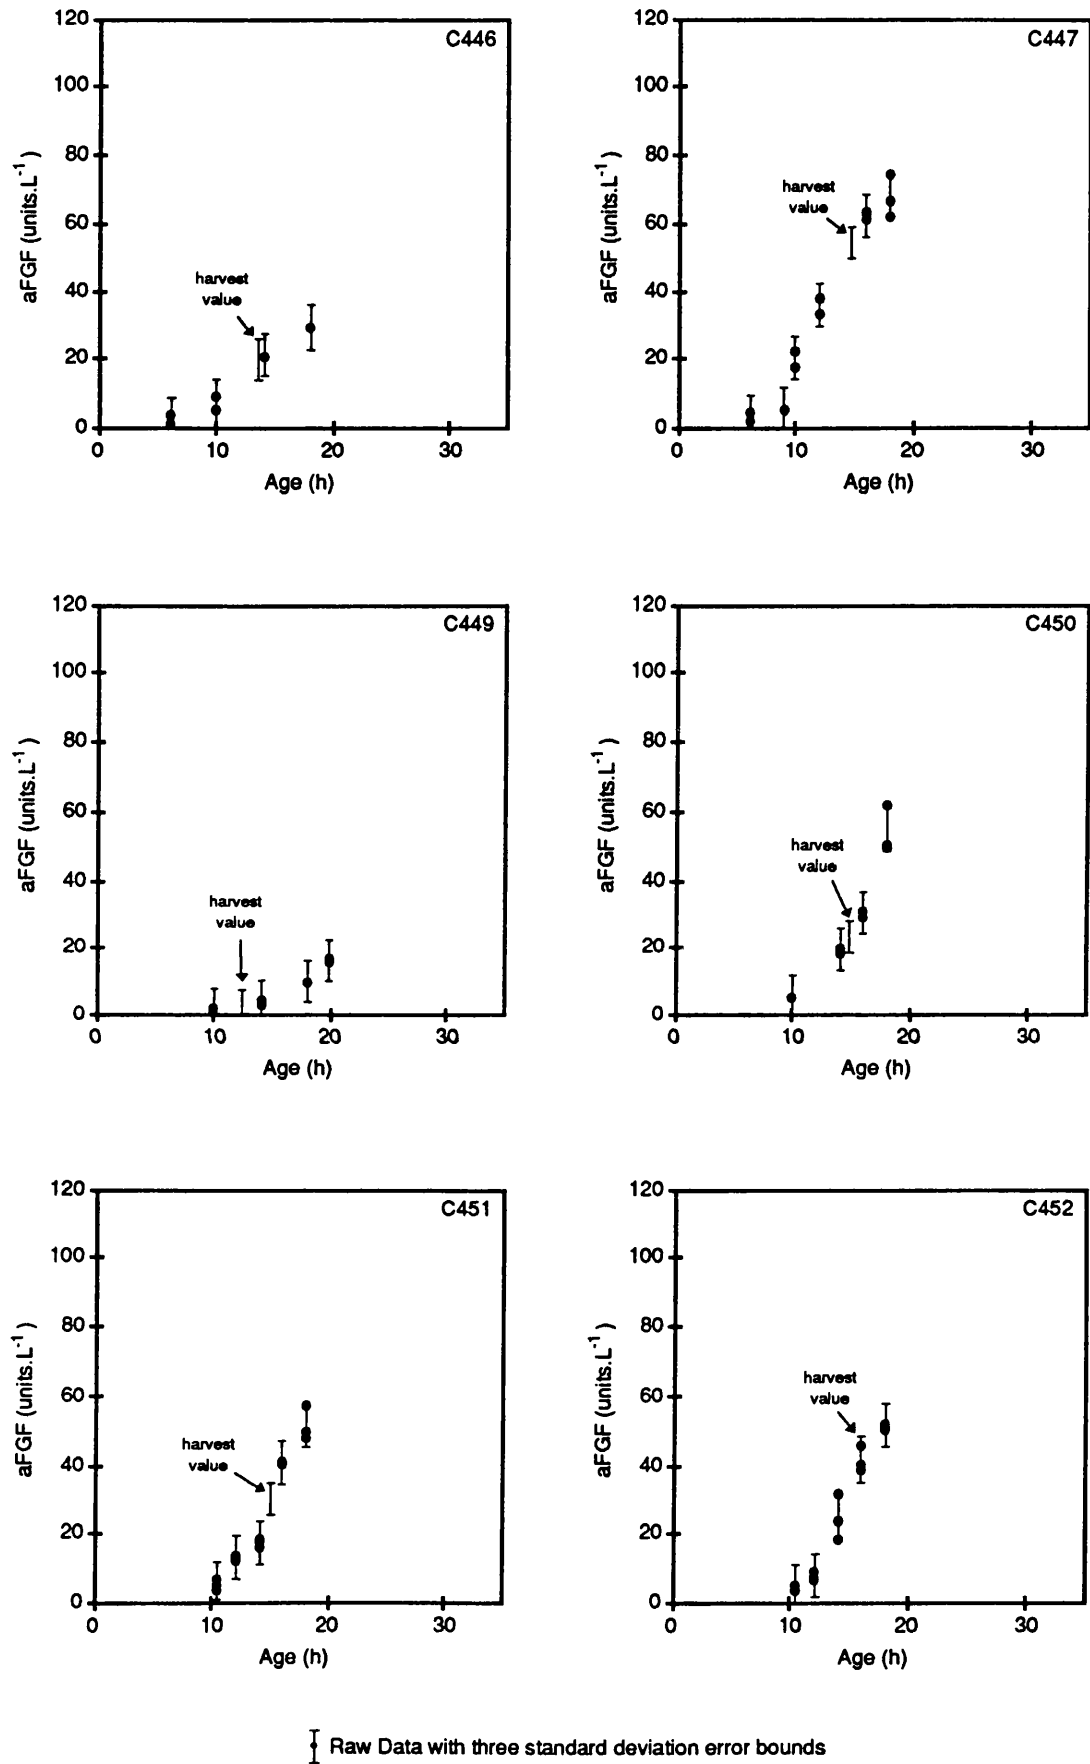 C446
120
100
80
60
40
20
0
aFGF (units.L⁻¹ )
harvest
value
0 10 20 30
Age (h)
C447
120
100
80
60
40
20
0
aFGF (units.L⁻¹ )
harvest
value
0 10 20 30
Age (h)
C449
120
100
80
60
40
20
0
aFGF (units.L⁻¹ )
harvest
value
0 10 20 30
Age (h)
C450
120
100
80
60
40
20
0
aFGF (units.L⁻¹ )
harvest
value
0 10 20 30
Age (h)
C451
120
100
80
60
40
20
0
aFGF (units.L⁻¹ )
harvest
value
0 10 20 30
Age (h)
C452
120
100
80
60
40
20
0
aFGF (units.L⁻¹ )
harvest
value
0 10 20 30
Age (h)
Raw Data with three standard deviation error bounds